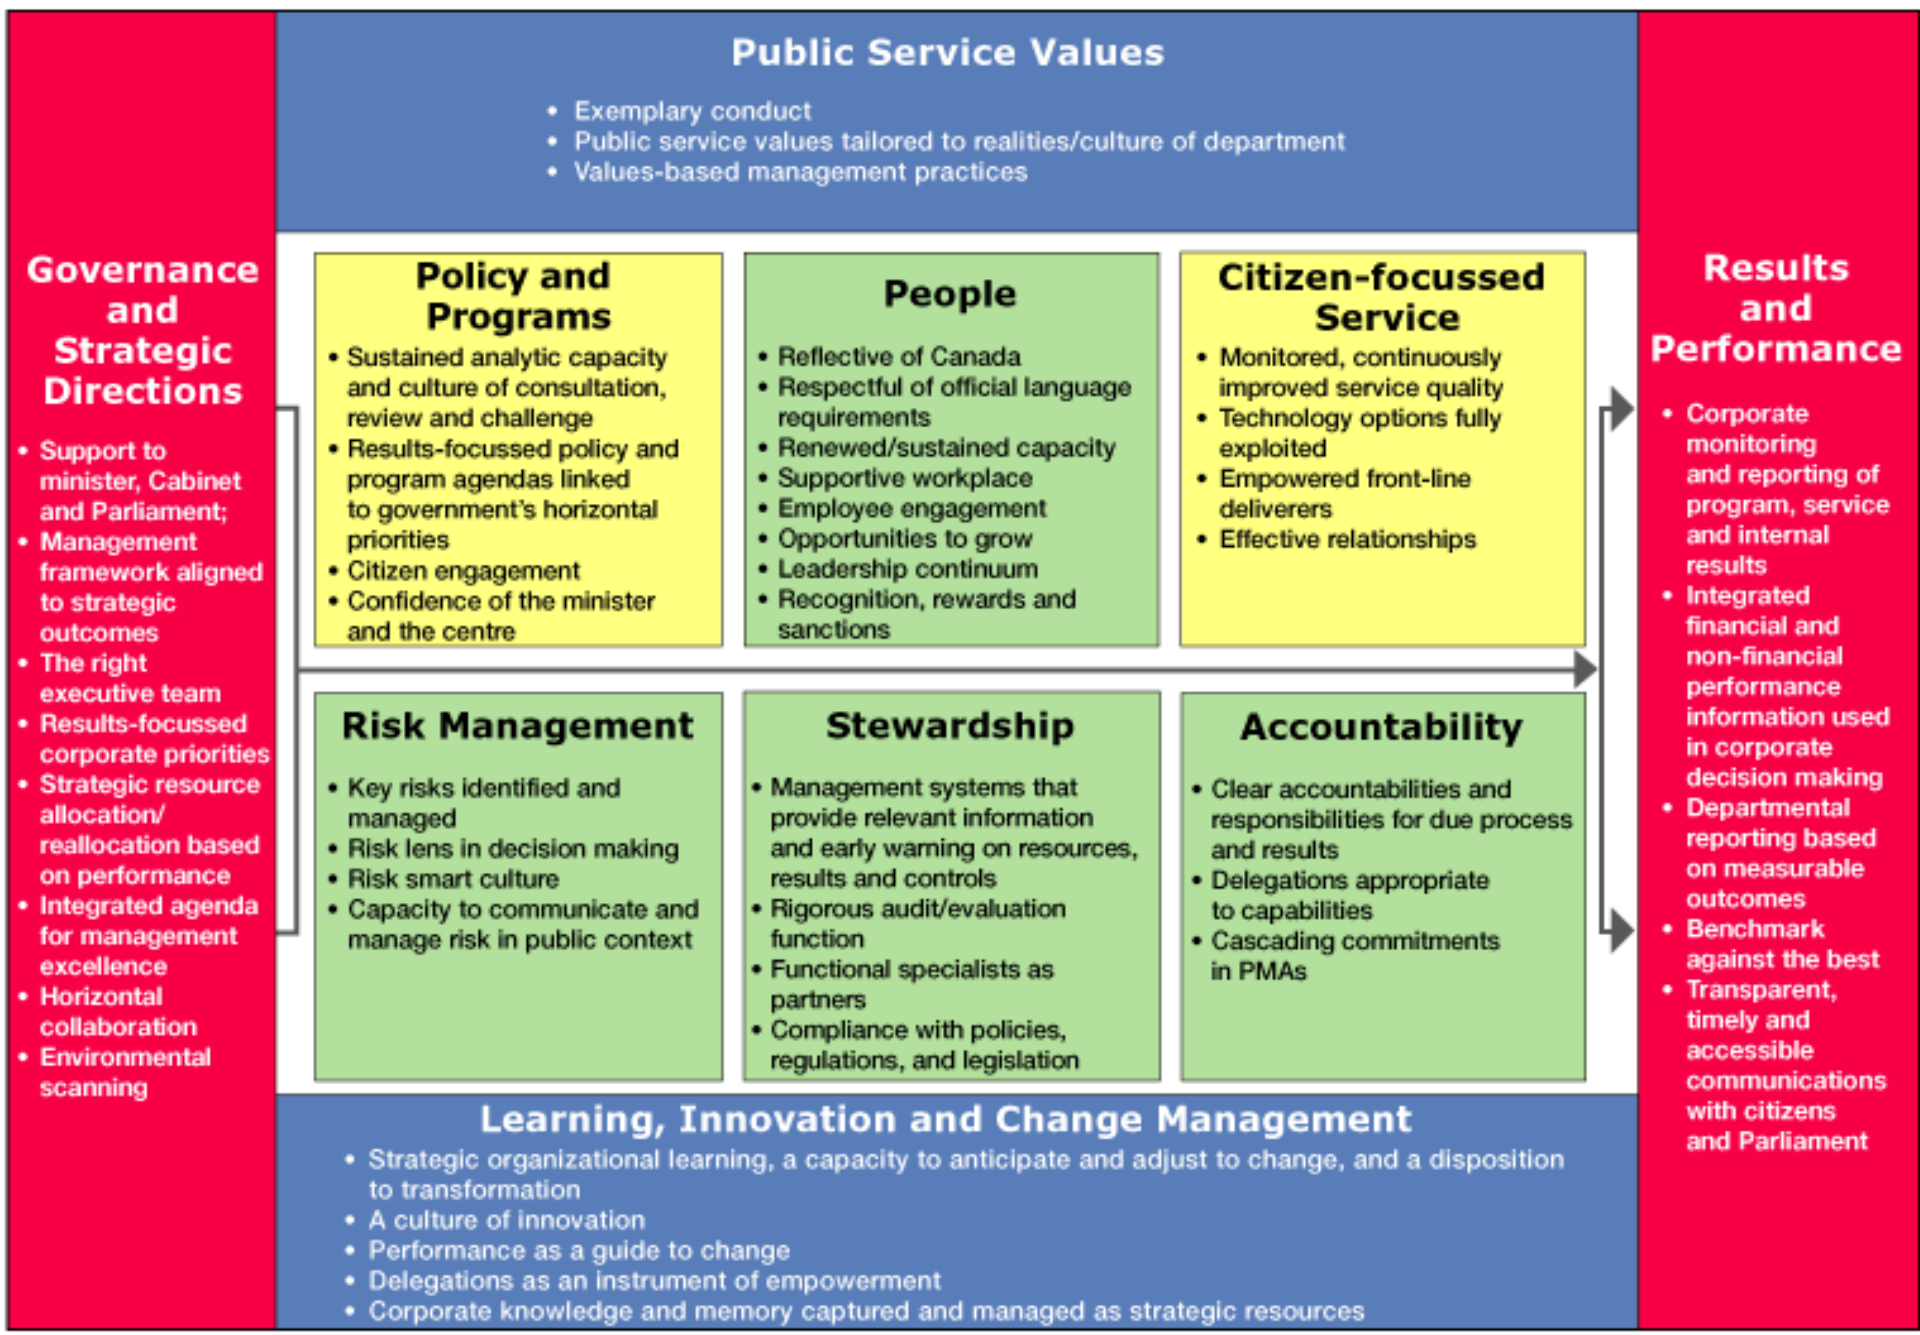 Public Service Values
• Exemplary conduct
• Public service values tailored to realities/culture of department
• Values-based management practices
Governance
and
Strategic
Directions
• Support to
minister, Cabinet
and Parliament;
• Management
framework aligned
to strategic
outcomes
• The right
executive team
• Results-focussed
corporate priorities
• Strategic resource
allocation/
reallocation based
on performance
• Integrated agenda
for management
excellence
• Horizontal
collaboration
• Environmental
scanning
Policy and
Programs
• Sustained analytic capacity
and culture of consultation,
review and challenge
• Results-focussed policy and
program agendas linked
to government's horizontal
priorities
• Citizen engagement
• Confidence of the minister
and the centre
People
• Reflective of Canada
• Respectful of official language
requirements
• Renewed/sustained capacity
• Supportive workplace
• Employee engagement
• Opportunities to grow
• Leadership continuum
• Recognition, rewards and
sanctions
Citizen-focussed
Service
• Monitored, continuously
improved service quality
• Technology options fully
exploited
• Empowered front-line
deliverers
• Effective relationships
Risk Management
• Key risks identified and
managed
• Risk lens in decision making
• Risk smart culture
• Capacity to communicate and
manage risk in public context
Stewardship
• Management systems that
provide relevant information
and early warning on resources,
results and controls
• Rigorous audit/evaluation
function
• Functional specialists as
partners
• Compliance with policies,
regulations, and legislation
Accountability
• Clear accountabilities and
responsibilities for due process
and results
• Delegations appropriate
to capabilities
• Cascading commitments
in PMAs
Results
and
Performance
• Corporate
monitoring
and reporting of
program, service
and internal
results
• Integrated
financial and
non-financial
performance
information used
in corporate
decision making
• Departmental
reporting based
on measurable
outcomes
• Benchmark
against the best
• Transparent,
timely and
accessible
communications
with citizens
and Parliament
Learning, Innovation and Change Management
• Strategic organizational learning, a capacity to anticipate and adjust to change, and a disposition
to transformation
• A culture of innovation
• Performance as a guide to change
• Delegations as an instrument of empowerment
• Corporate knowledge and memory captured and managed as strategic resources